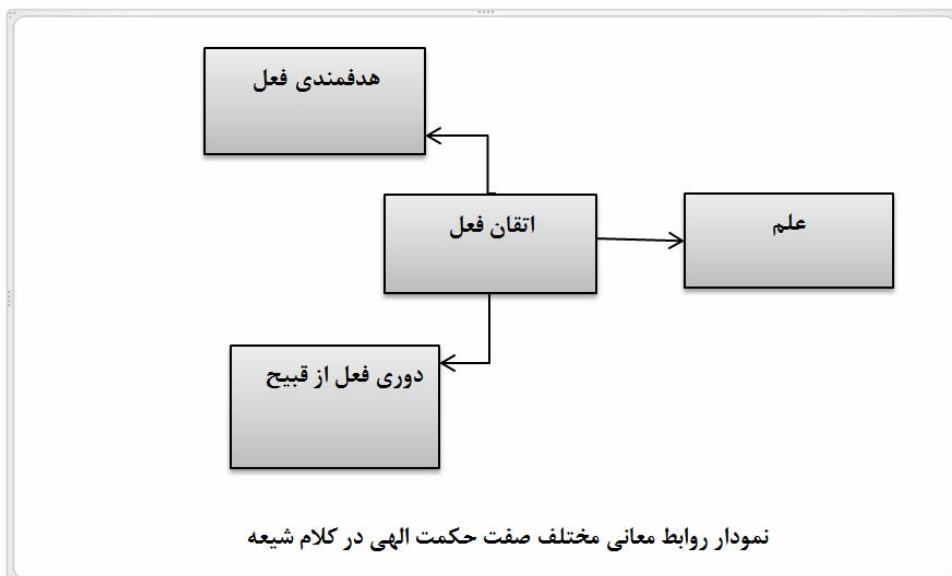 هدفمندی فعل
اتقان فعل
علم
دوری فعل از قبیح
نمودار روابط معانی مختلف صفت حکمت الهی در کلام شیعه